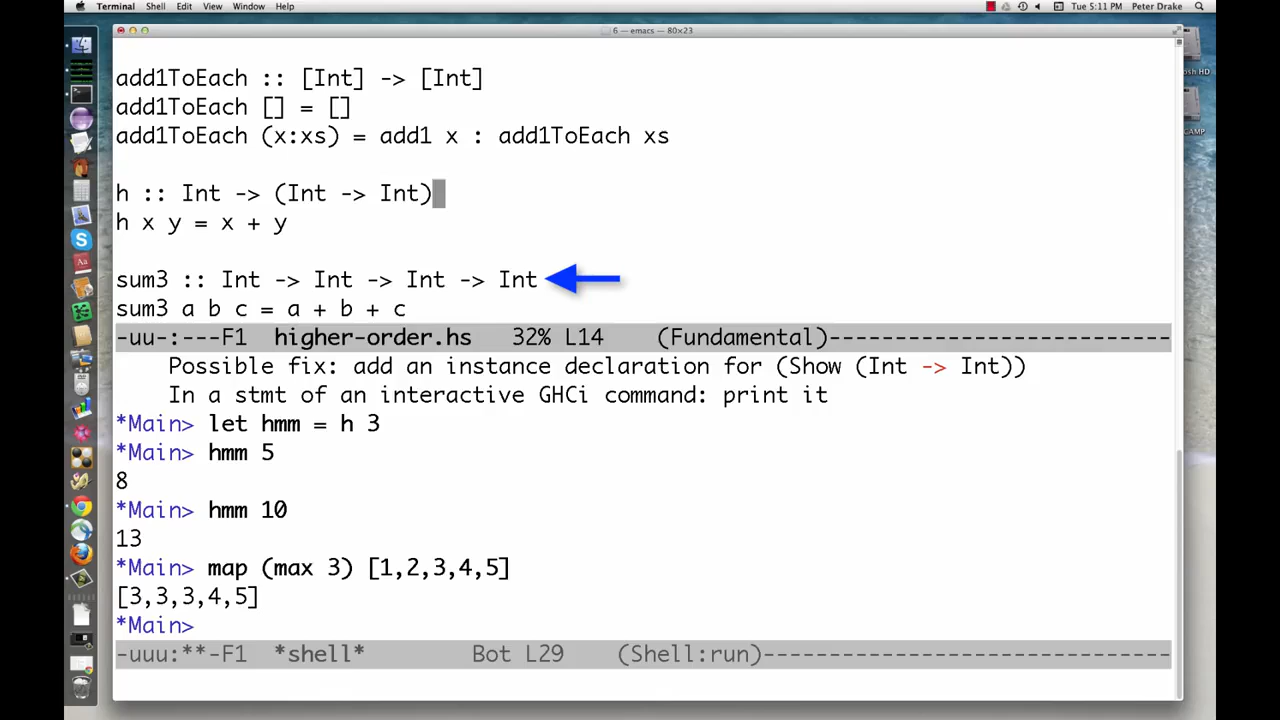 Terminal Shell Edit View Window Help Tue 5:11 PM Peter Drake
6 — emacs — 80×23
add1ToEach :: [Int] -> [Int]
add1ToEach [] = []
add1ToEach (x:xs) = add1 x : add1ToEach xs
h :: Int -> (Int -> Int)
h x y = x + y
sum3 :: Int -> Int -> Int -> Int
sum3 a b c = a + b + c
-uu-:---F1 higher-order.hs 32% L14 (Fundamental)--------------------------
Possible fix: add an instance declaration for (Show (Int -> Int))
In a stmt of an interactive GHCi command: print it
*Main> let hmm = h 3
*Main> hmm 5
8
*Main> hmm 10
13
*Main> map (max 3) [1,2,3,4,5]
[3,3,3,4,5]
*Main>
-uuu:**-F1 *shell* Bot L29 (Shell:run)-------------------------------